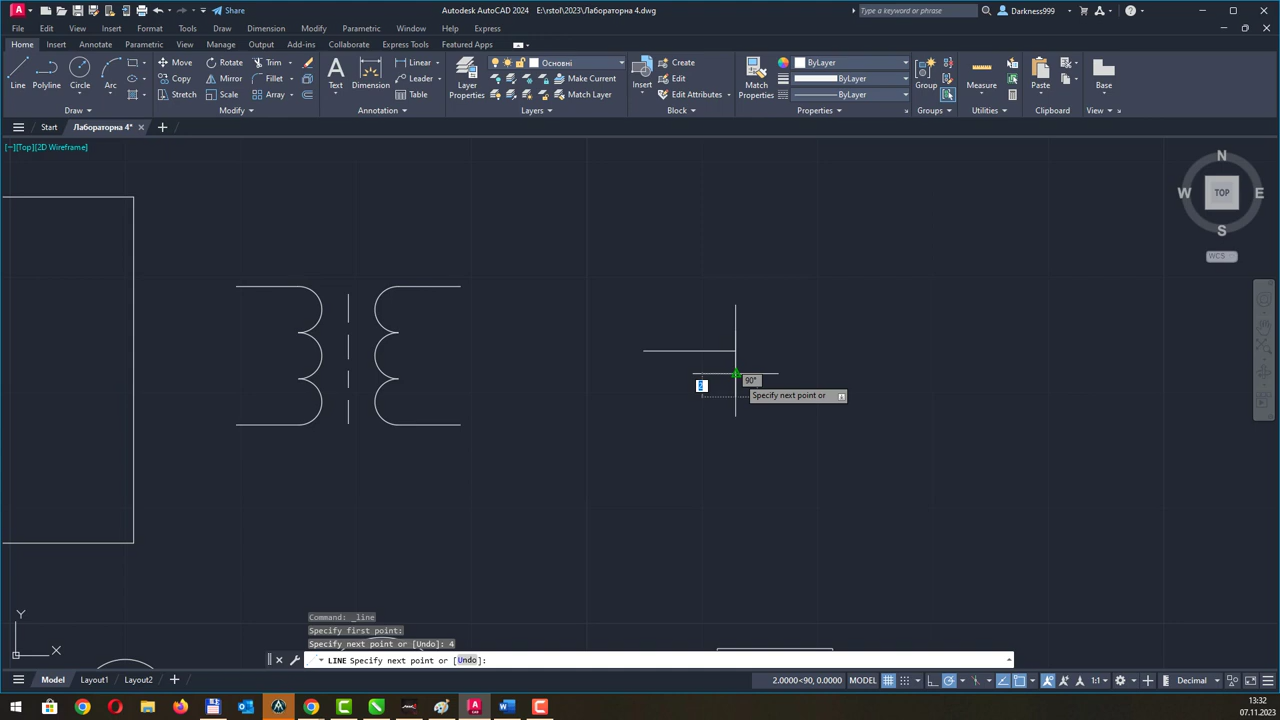 Share
Autodesk AutoCAD 2024 E:\rstol\2023\Лабораторна 4.dwg
Type a keyword or phrase
Darkness999
File Edit View Insert Format Tools Draw Dimension Modify Parametric Window Help Express
Home Insert Annotate Parametric View Manage Output Add-ins Collaborate Express Tools Featured Apps
Line Polyline Circle Arc
Move Rotate Trim
Copy Mirror Fillet
Stretch Scale Array
Text Dimension
Linear
Leader
Table
Layer Properties
Основні
Make Current
Match Layer
Insert
Create
Edit
Edit Attributes
Match Properties
ByLayer
ByLayer
ByLayer
Group
Measure
Paste
Base
Draw Modify Annotation Layers Block Properties Groups Utilities Clipboard View
Start Лабораторна 4*
[−][Top][2D Wireframe]
N
W TOP E
S
WCS
2
90°
Specify next point or
Y
X
Command: _line
Specify first point:
Specify next point or [Undo]: 4
LINE Specify next point or [Undo]:
Model Layout1 Layout2
2.0000<90, 0.0000 MODEL 1:1 Decimal
13:32
07.11.2023